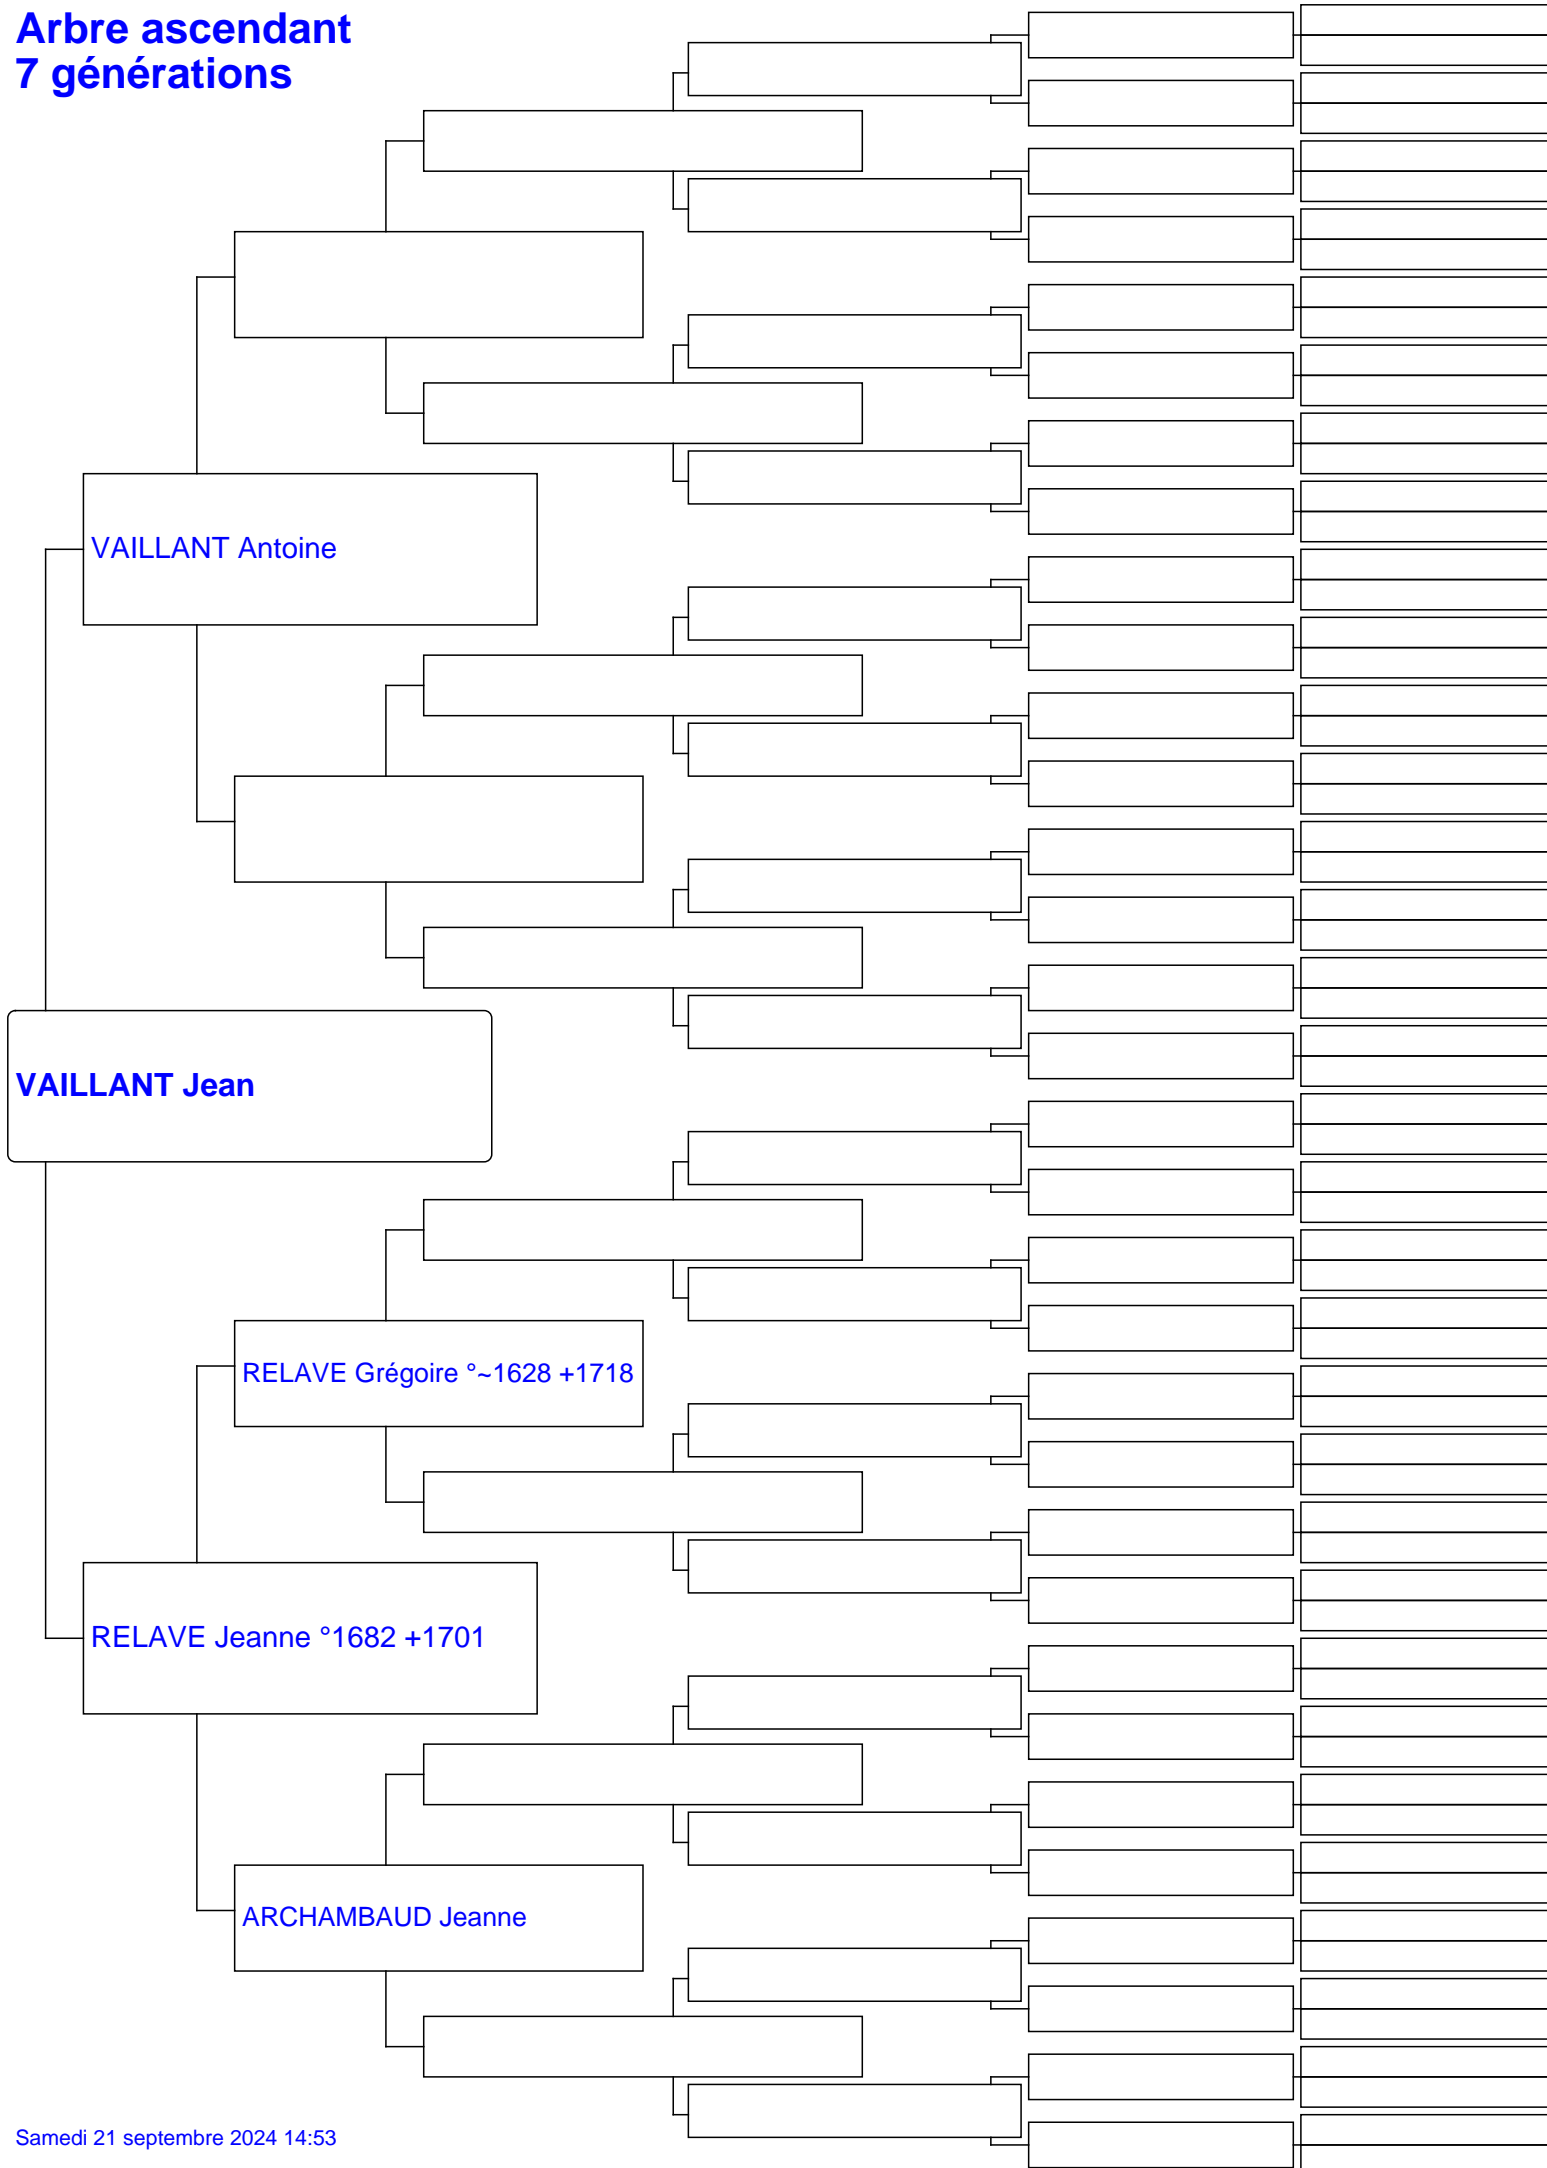 Arbre ascendant
7 générations
VAILLANT Antoine
VAILLANT Jean
RELAVE Grégoire °~1628 +1718
RELAVE Jeanne °1682 +1701
ARCHAMBAUD Jeanne
Samedi 21 septembre 2024 14:53